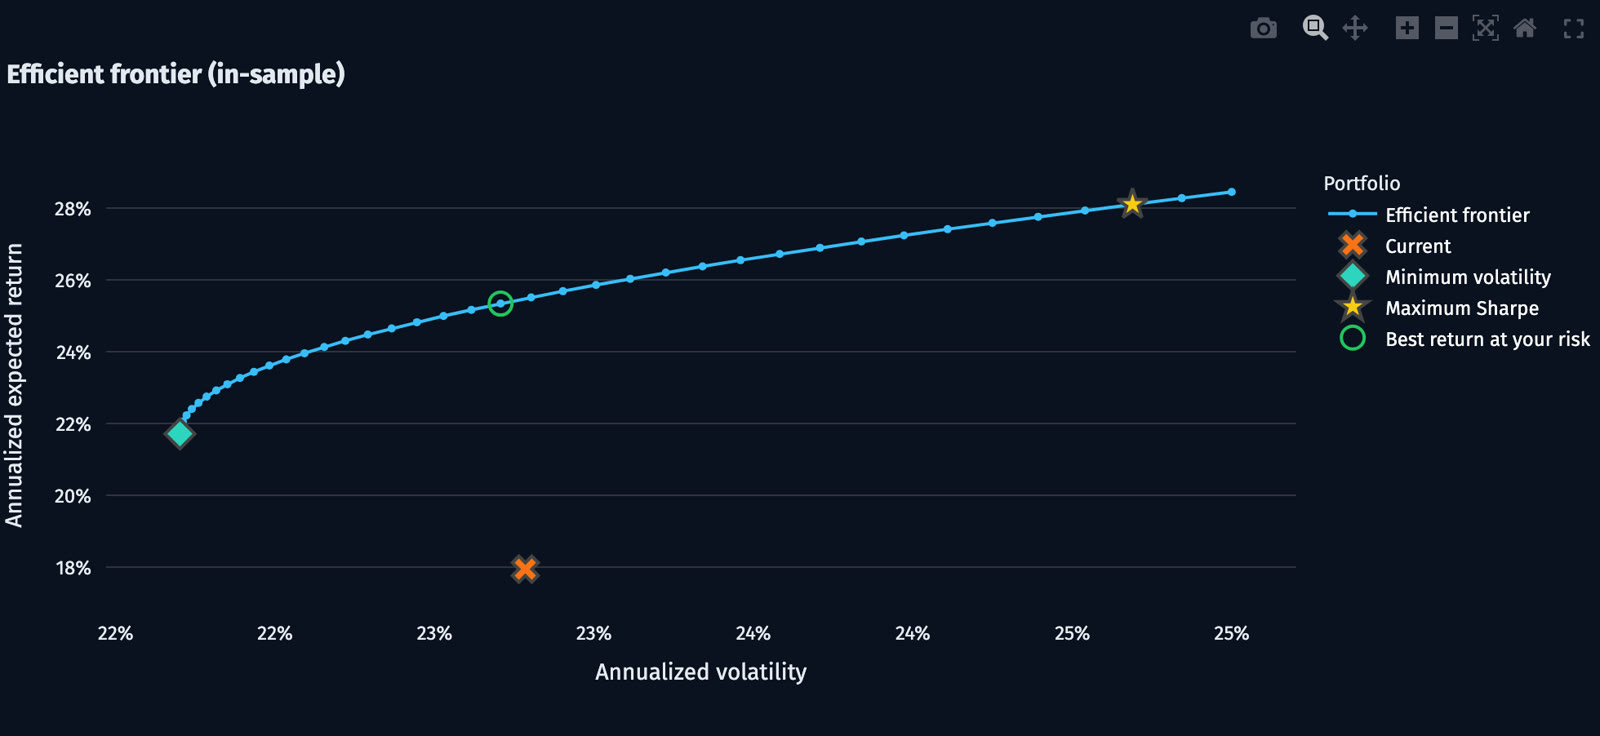 Efficient frontier (in-sample)
Annualized expected return
28%
26%
24%
22%
20%
18%
22%
22%
23%
23%
24%
24%
25%
25%
Annualized volatility
Portfolio
Efficient frontier
Current
Minimum volatility
Maximum Sharpe
Best return at your risk